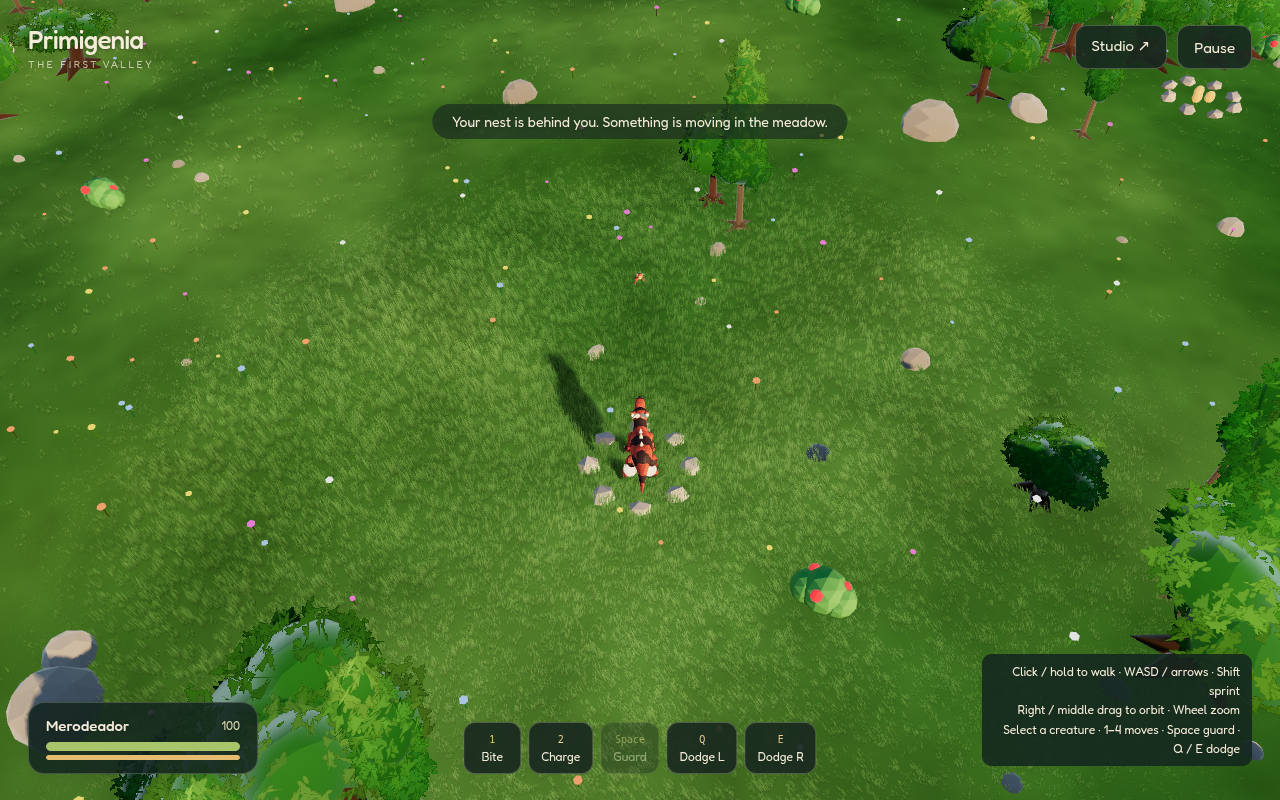 Primigenia
THE FIRST VALLEY
Studio ↗
Pause
Your nest is behind you. Something is moving in the meadow.
Merodeador 100
1
Bite
2
Charge
Space
Guard
Q
Dodge L
E
Dodge R
Click / hold to walk · WASD / arrows · Shift
sprint
Right / middle drag to orbit · Wheel zoom
Select a creature · 1–4 moves · Space guard ·
Q / E dodge